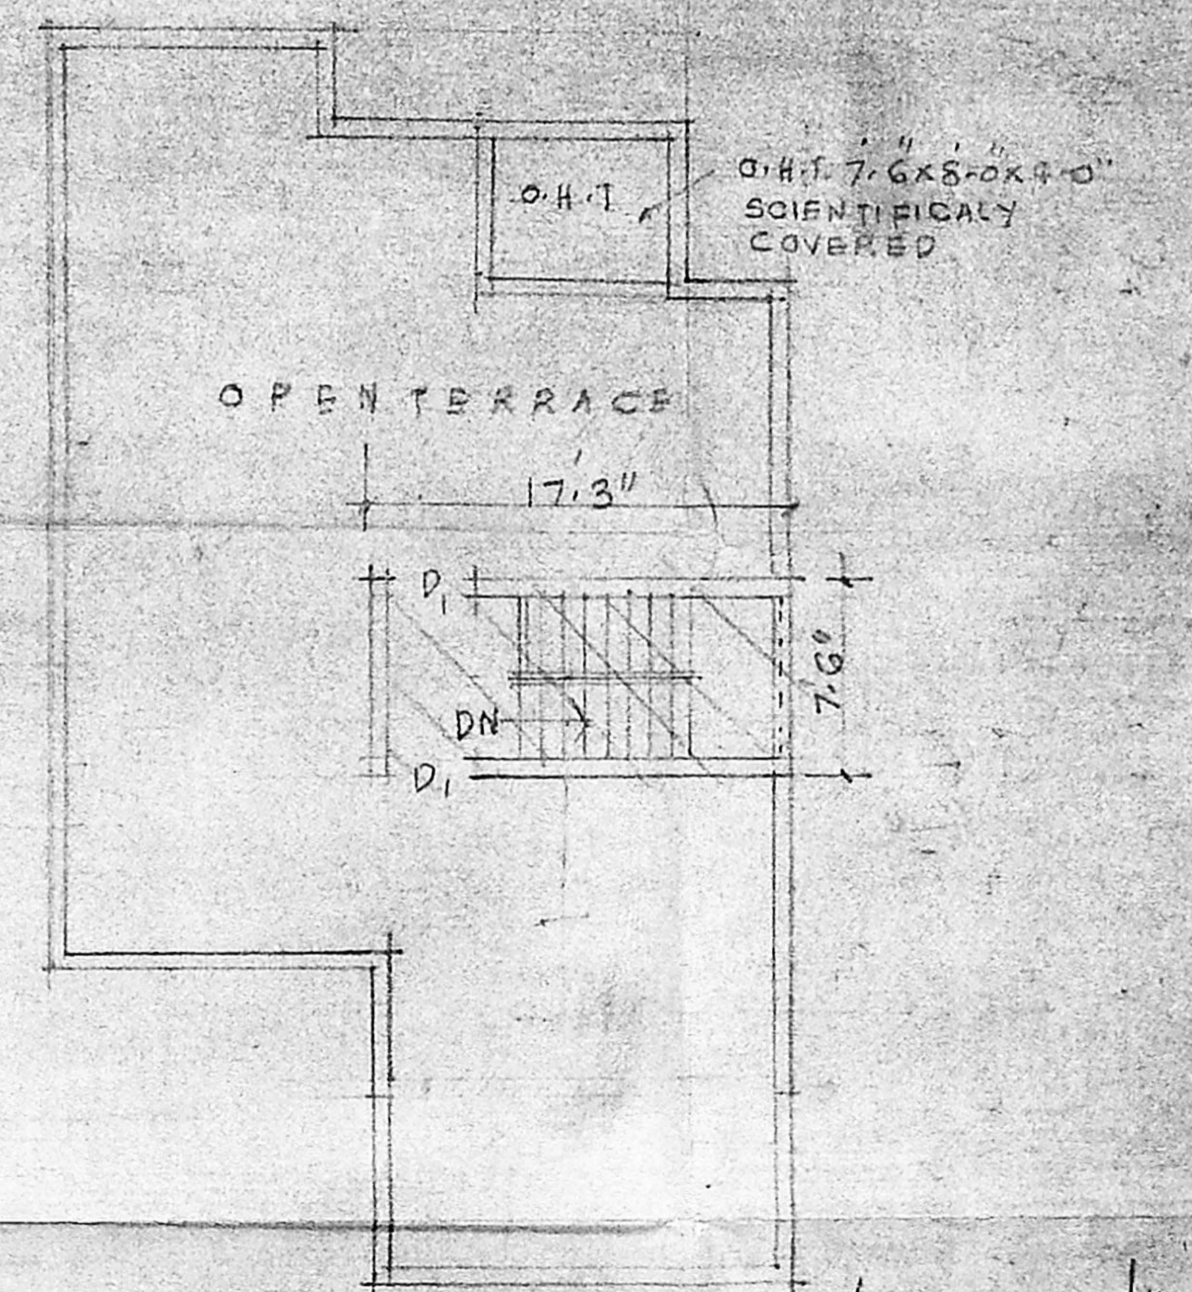 O.H.T. 7'.6"x8'.0"x4-0"
O.H.T
SCIENTIFICALY
COVERED
OPEN TERRACE
17'.3"
D1
7.6"
DN
D1